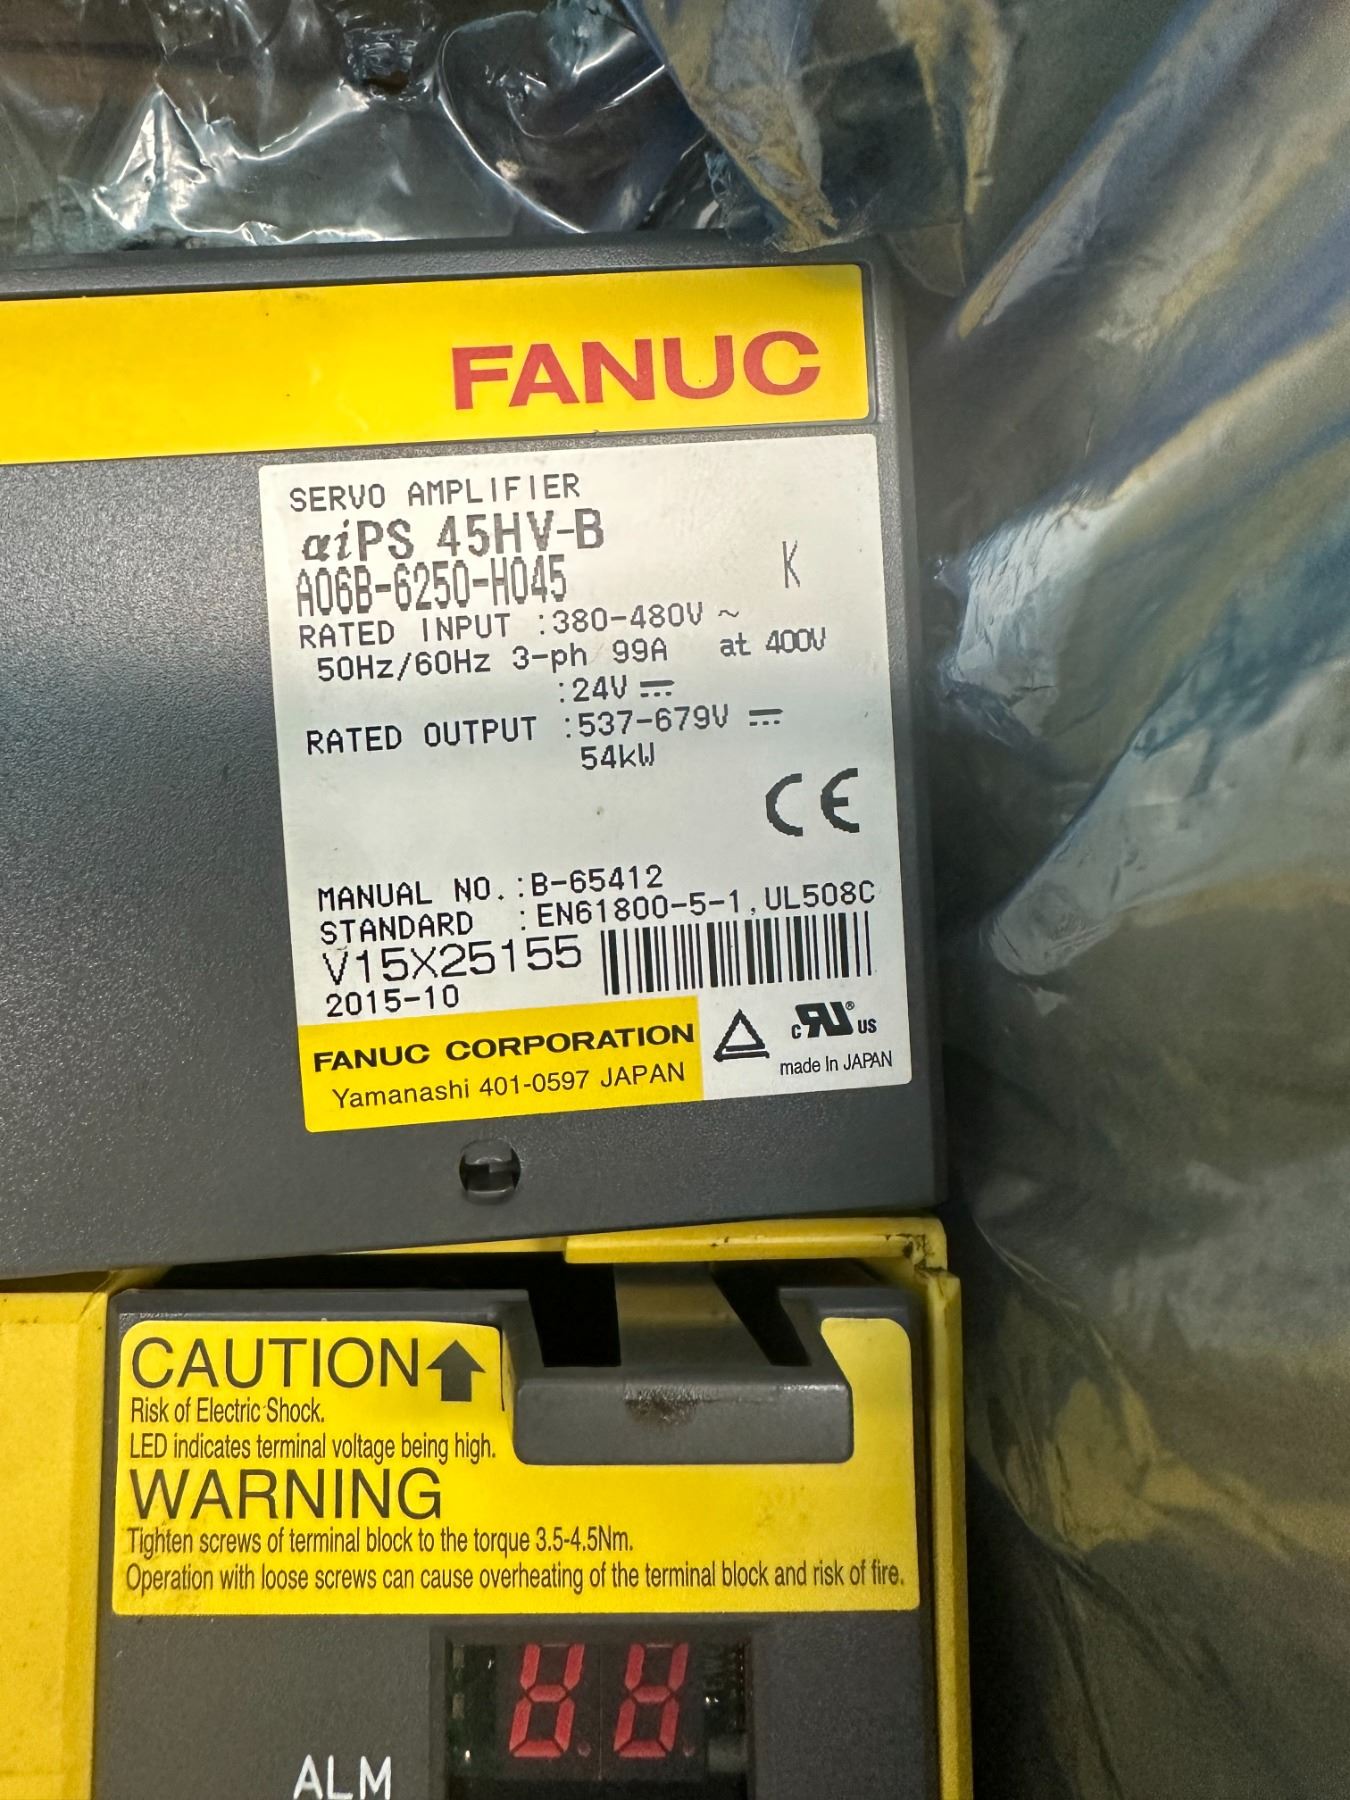 FANUC
SERVO AMPLIFIER
αiPS 45HV-B
A06B-6250-H045 K
RATED INPUT :380-480V ~
50Hz/60Hz 3-ph 99A at 400V
:24V ⎓
RATED OUTPUT :537-679V ⎓
54kW
CE
MANUAL NO.:B-65412
STANDARD :EN61800-5-1,UL508C
V15X25155
2015-10
FANUC CORPORATION
Yamanashi 401-0597 JAPAN
c RU ® US
made In JAPAN
CAUTION ↑
Risk of Electric Shock.
LED indicates terminal voltage being high.
WARNING
Tighten screws of terminal block to the torque 3.5-4.5Nm.
Operation with loose screws can cause overheating of the terminal block and risk of fire.
88
ALM